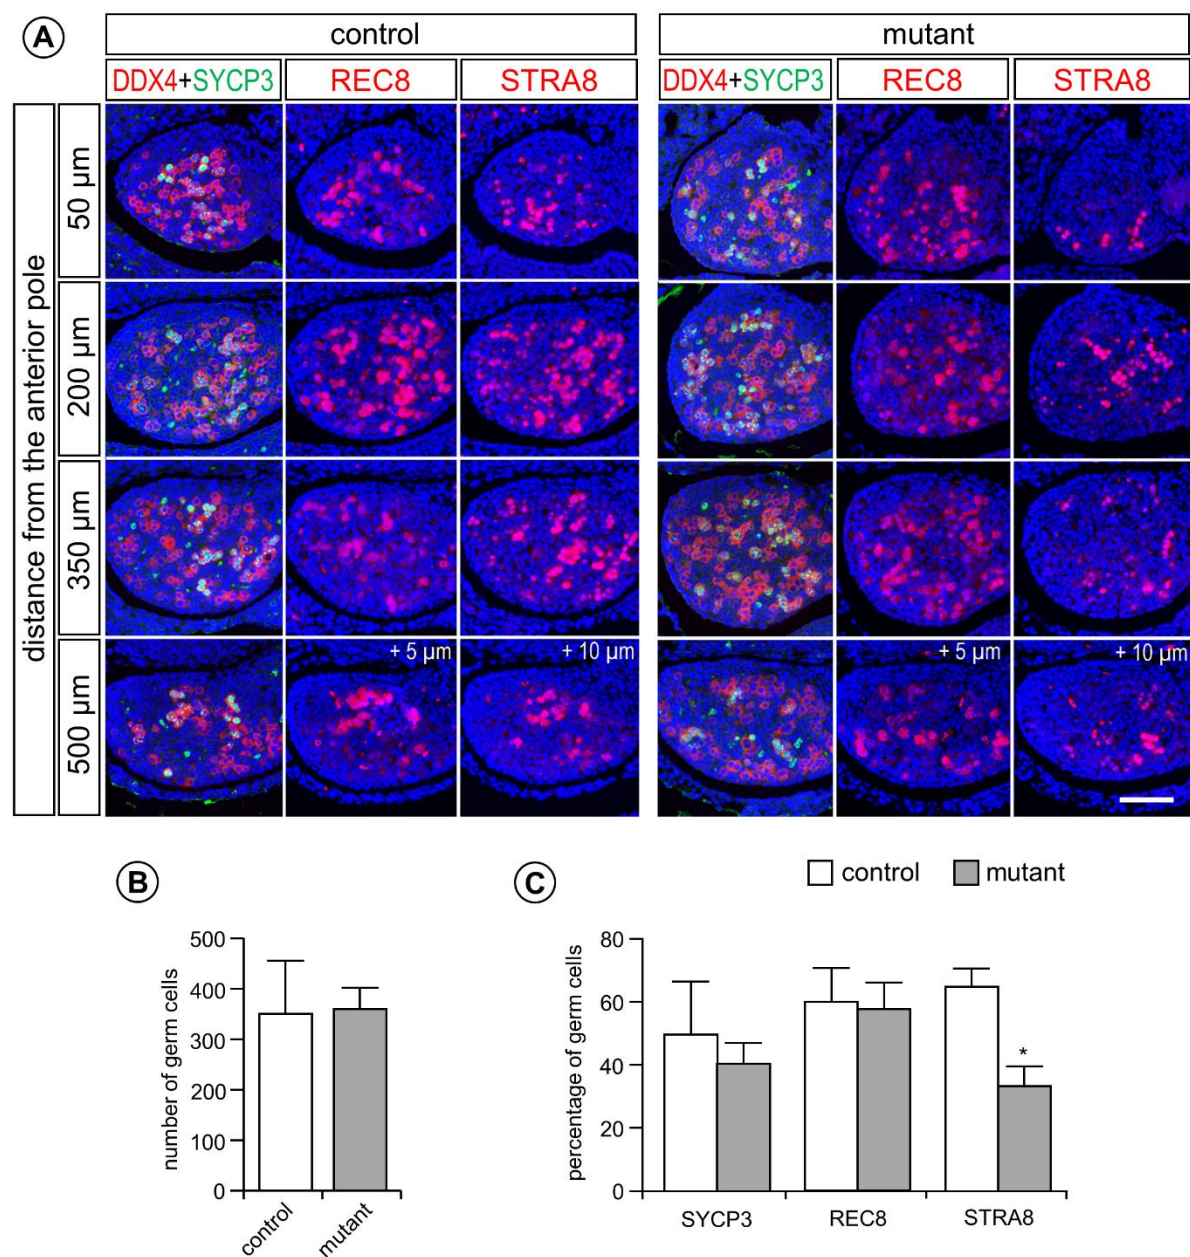 A
control
mutant
DDX4+SYCP3
REC8
STRA8
DDX4+SYCP3
REC8
STRA8
distance from the anterior pole
50 µm
200 µm
350 µm
500 µm
+ 5 µm
+ 10 µm
+ 5 µm
+ 10 µm
B
number of germ cells
500
400
300
200
100
0
control
mutant
C
control
mutant
percentage of germ cells
80
60
40
20
0
*
SYCP3
REC8
STRA8